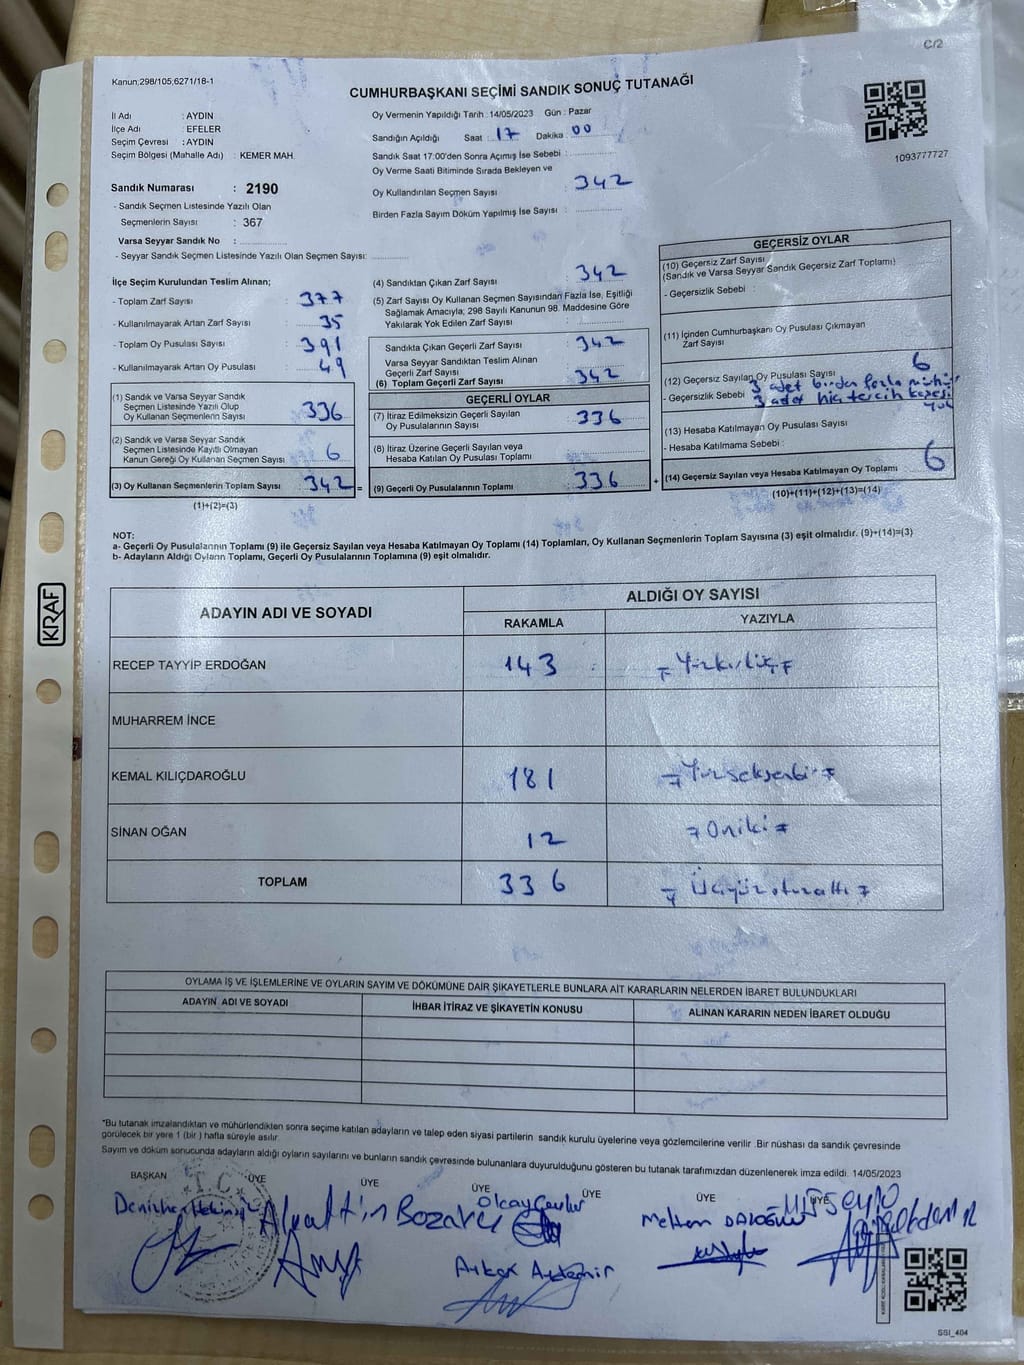 C/2
Kanun;298/105;6271/18-1
CUMHURBAŞKANI SEÇİMİ SANDIK SONUÇ TUTANAĞI
İl Adı : AYDIN
İlçe Adı : EFELER
Seçim Çevresi : AYDIN
Seçim Bölgesi (Mahalle Adı) : KEMER MAH.
Sandık Numarası : 2190
- Sandık Seçmen Listesinde Yazılı Olan
Seçmenlerin Sayısı : 367
Varsa Seyyar Sandık No :
- Seyyar Sandık Seçmen Listesinde Yazılı Olan Seçmen Sayısı:
Oy Vermenin Yapıldığı Tarih : 14/05/2023 Gün : Pazar
Sandığın Açıldığı Saat : 17 Dakika : 00
Sandık Saat 17:00'den Sonra Açımış İse Sebebi :
Oy Verme Saati Bitiminde Sırada Bekleyen ve
Oy Kullandırılan Seçmen Sayısı : 342
Birden Fazla Sayım Döküm Yapılmış İse Sayısı :
1093777727
İlçe Seçim Kurulundan Teslim Alınan;
- Toplam Zarf Sayısı : 377
- Kullanılmayarak Artan Zarf Sayısı : 35
- Toplam Oy Pusulası Sayısı : 391
- Kullanılmayarak Artan Oy Pusulası : 49
(1) Sandık ve Varsa Seyyar Sandık
Seçmen Listesinde Yazılı Olup
Oy Kullanan Seçmenlerin Sayısı 336
(2) Sandık ve Varsa Seyyar Sandık
Seçmen Listesinde Kayıtlı Olmayan
Kanun Gereği Oy Kullanan Seçmen Sayısı 6
(3) Oy Kullanan Seçmenlerin Toplam Sayısı 342 =
(1)+(2)=(3)
(4) Sandıktan Çıkan Zarf Sayısı : 342
(5) Zarf Sayısı Oy Kullanan Seçmen Sayısından Fazla İse, Eşitliği
Sağlamak Amacıyla; 298 Sayılı Kanunun 98. Maddesine Göre
Yakılarak Yok Edilen Zarf Sayısı :
Sandıkta Çıkan Geçerli Zarf Sayısı : 342
Varsa Seyyar Sandıktan Teslim Alınan
Geçerli Zarf Sayısı :
(6) Toplam Geçerli Zarf Sayısı : 342
GEÇERLİ OYLAR
(7) İtiraz Edilmeksizin Geçerli Sayılan
Oy Pusulasının Sayısı : 336
(8) İtiraz Üzerine Geçerli Sayılan veya
Hesaba Katılan Oy Pusulası Toplamı :
(9) Geçerli Oy Pusulalarının Toplamı : 336 +
GEÇERSİZ OYLAR
(10) Geçersiz Zarf Sayısı
(Sandık ve Varsa Seyyar Sandık Geçersiz Zarf Toplamı)
- Geçersizlik Sebebi :
(11) İçinden Cumhurbaşkanı Oy Pusulası Çıkmayan
Zarf Sayısı
(12) Geçersiz Sayılan Oy Pusulası Sayısı 6
- Geçersizlik Sebebi : 3 adet birden fazla mühür
3 adet hiç tercih kaşesi
yok
(13) Hesaba Katılmayan Oy Pusulası Sayısı
- Hesaba Katılmama Sebebi :
(14) Geçersiz Sayılan veya Hesaba Katılmayan Oy Toplamı 6
(10)+(11)+(12)+(13)=(14)
NOT:
a- Geçerli Oy Pusulalarının Toplamı (9) ile Geçersiz Sayılan veya Hesaba Katılmayan Oy Toplamı (14) Toplamları, Oy Kullanan Seçmenlerin Toplam Sayısına (3) eşit olmalıdır. (9)+(14)=(3)
b- Adayların Aldığı Oyların Toplamı, Geçerli Oy Pusulalarının Toplamına (9) eşit olmalıdır.
ADAYIN ADI VE SOYADI
ALDIĞI OY SAYISI
RAKAMLA YAZIYLA
RECEP TAYYİP ERDOĞAN 143 Yüzkırküç
MUHARREM İNCE
KEMAL KILIÇDAROĞLU 181 Yüzseksenbir
SİNAN OĞAN 12 Oniki
TOPLAM 336 Üçyüzotuzaltı
OYLAMA İŞ VE İŞLEMLERİNE VE OYLARIN SAYIM VE DÖKÜMÜNE DAİR ŞİKAYETLERLE BUNLARA AİT KARARLARIN NELERDEN İBARET BULUNDUKLARI
ADAYIN ADI VE SOYADI İHBAR İTİRAZ VE ŞİKAYETİN KONUSU ALINAN KARARIN NEDEN İBARET OLDUĞU
*Bu tutanak imzalandıktan ve mühürlendikten sonra seçime katılan adayların ve talep eden siyasi partilerin sandık kurulu üyelerine veya gözlemcilerine verilir .Bir nüshası da sandık çevresinde
görülecek bir yere 1 (bir ) hafta süreyle asılır.
Sayım ve döküm sonucunda adayların aldığı oyların sayılarını ve bunların sandık çevresinde bulunanlara duyurulduğunu gösteren bu tutanak tarafımızdan düzenlenerek imza edildi. 14/05/2023
BAŞKAN ÜYE ÜYE ÜYE ÜYE ÜYE ÜYE
T.C.
Alaattin Bozavcı
Olcay
Meltem
Hüseyin
SSI_404
KRAF